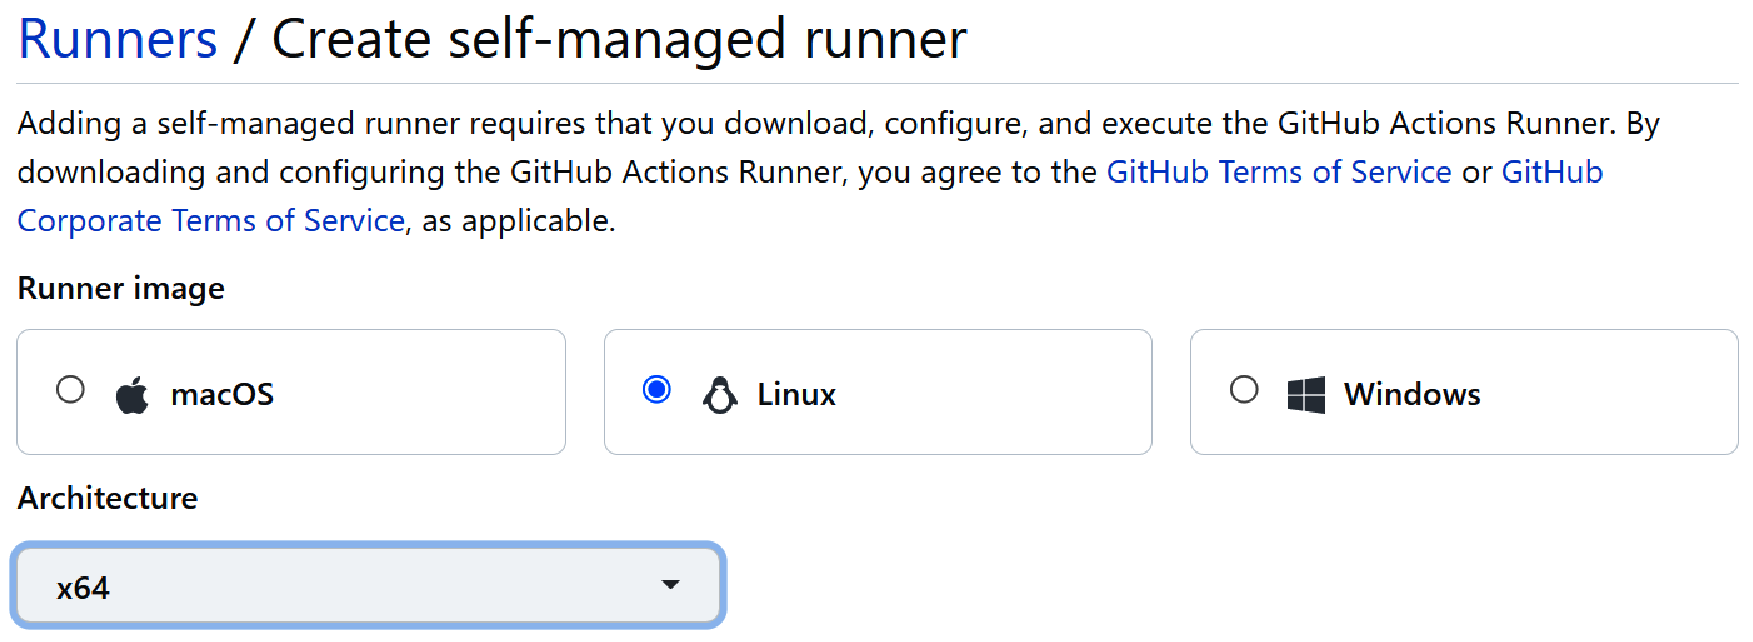 Runners / Create self-managed runner
Adding a self-managed runner requires that you download, configure, and execute the GitHub Actions Runner. By
downloading and configuring the GitHub Actions Runner, you agree to the GitHub Terms of Service or GitHub
Corporate Terms of Service, as applicable.
Runner image
macOS
Linux
Windows
Architecture
x64